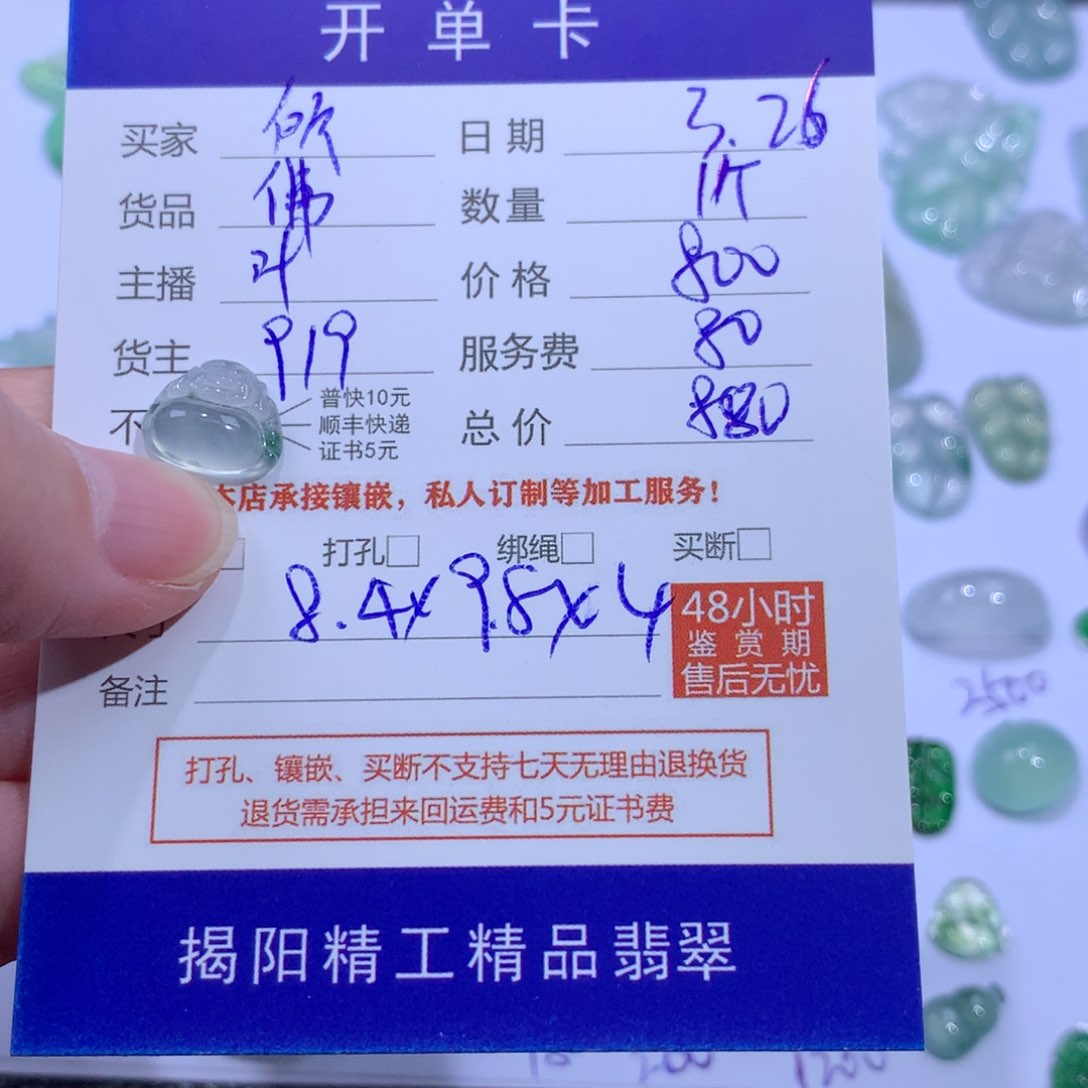 开单卡
买家 欣 日期 3.26
货品 佛 数量 1件
主播 价格 800
货主 919 服务费 80
不 普快10元
顺丰快递
证书5元
总价 880
本店承接镶嵌，私人订制等加工服务！
打孔 绑绳 买断
8.4x9.8x4
48小时
鉴赏期
售后无忧
备注
打孔、镶嵌、买断不支持七天无理由退换货
退货需承担来回运费和5元证书费
揭阳精工精品翡翠
2500
200
1200